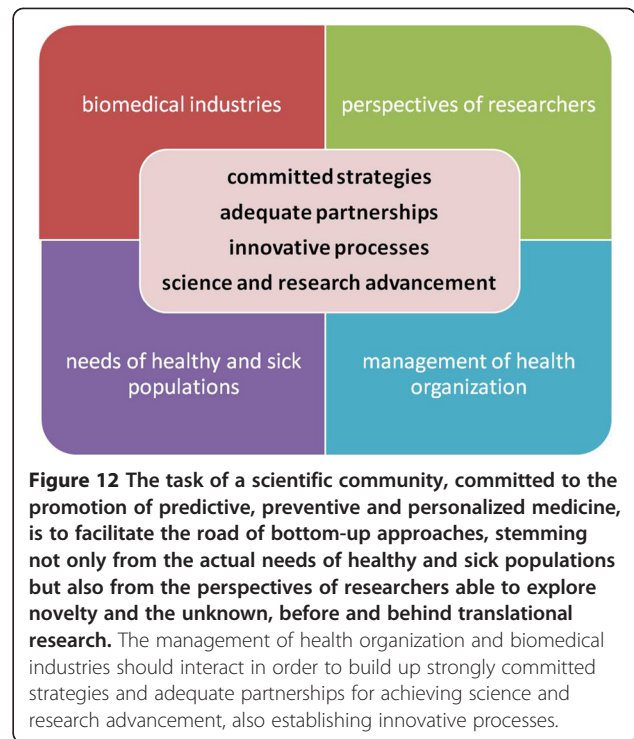 biomedical industries
perspectives of researchers
committed strategies
adequate partnerships
innovative processes
science and research advancement
needs of healthy and sick
populations
management of health
organization
Figure 12 The task of a scientific community, committed to the
promotion of predictive, preventive and personalized medicine,
is to facilitate the road of bottom-up approaches, stemming
not only from the actual needs of healthy and sick populations
but also from the perspectives of researchers able to explore
novelty and the unknown, before and behind translational
research. The management of health organization and biomedical
industries should interact in order to build up strongly committed
strategies and adequate partnerships for achieving science and
research advancement, also establishing innovative processes.